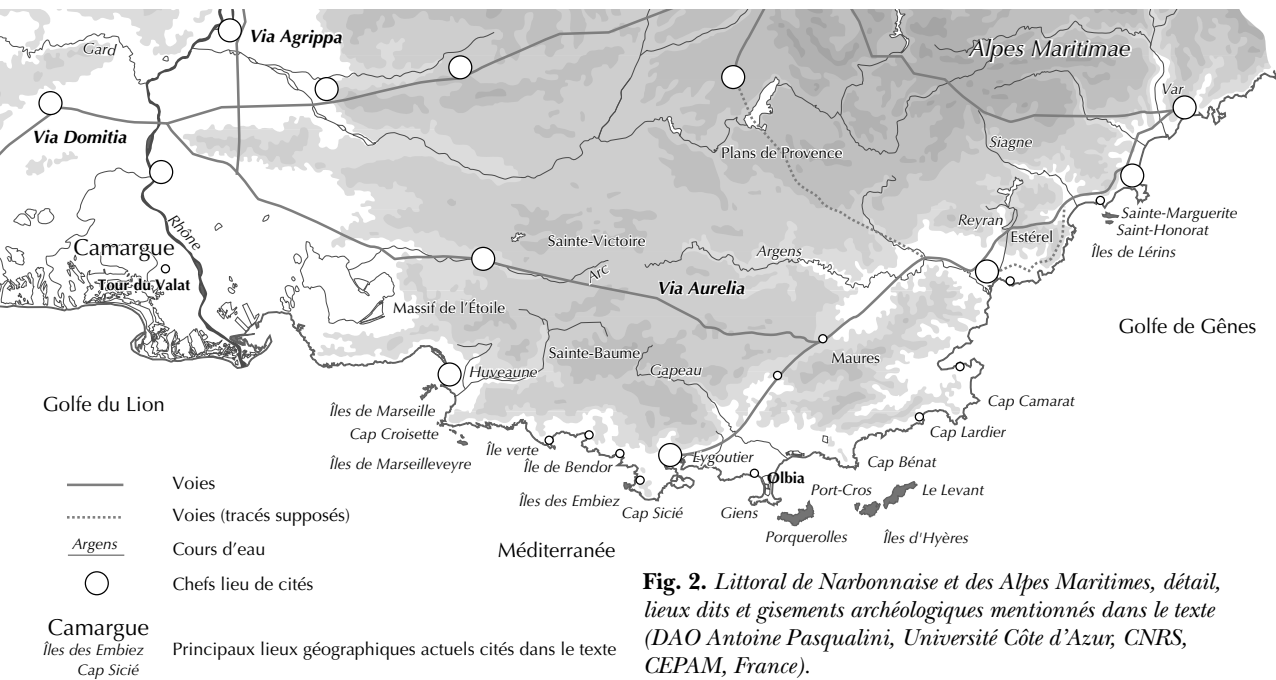 Gard
Via Agrippa
Alpes Maritimae
Var
Via Domitia
Plans de Provence
Siagne
Rhône
Camargue
Tour du Valat
Sainte-Victoire
Arc
Argens
Reyran
Estérel
Sainte-Marguerite
Saint-Honorat
Îles de Lérins
Via Aurelia
Massif de l'Étoile
Golfe de Gênes
Sainte-Baume
Maures
Huveaune
Gapeau
Golfe du Lion
Îles de Marseille
Cap Croisette
Îles de Marseilleveyre
Cap Camarat
Cap Lardier
Île verte
Île de Bendor
Îles des Embiez
Cap Sicié
Eygoutier
Olbia
Giens
Cap Bénat
Port-Cros
Le Levant
Porquerolles
Îles d'Hyères
Méditerranée
Voies
Voies (tracés supposés)
Argens
Cours d'eau
Chefs lieu de cités
Camargue
Îles des Embiez
Cap Sicié
Principaux lieux géographiques actuels cités dans le texte
Fig. 2. Littoral de Narbonnaise et des Alpes Maritimes, détail,
lieux dits et gisements archéologiques mentionnés dans le texte
(DAO Antoine Pasqualini, Université Côte d'Azur, CNRS,
CEPAM, France).